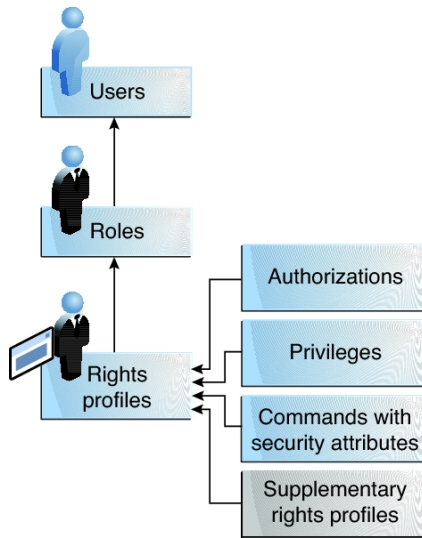 Users
Roles
Rights
profiles
Authorizations
Privileges
Commands with
security attributes
Supplementary
rights profiles